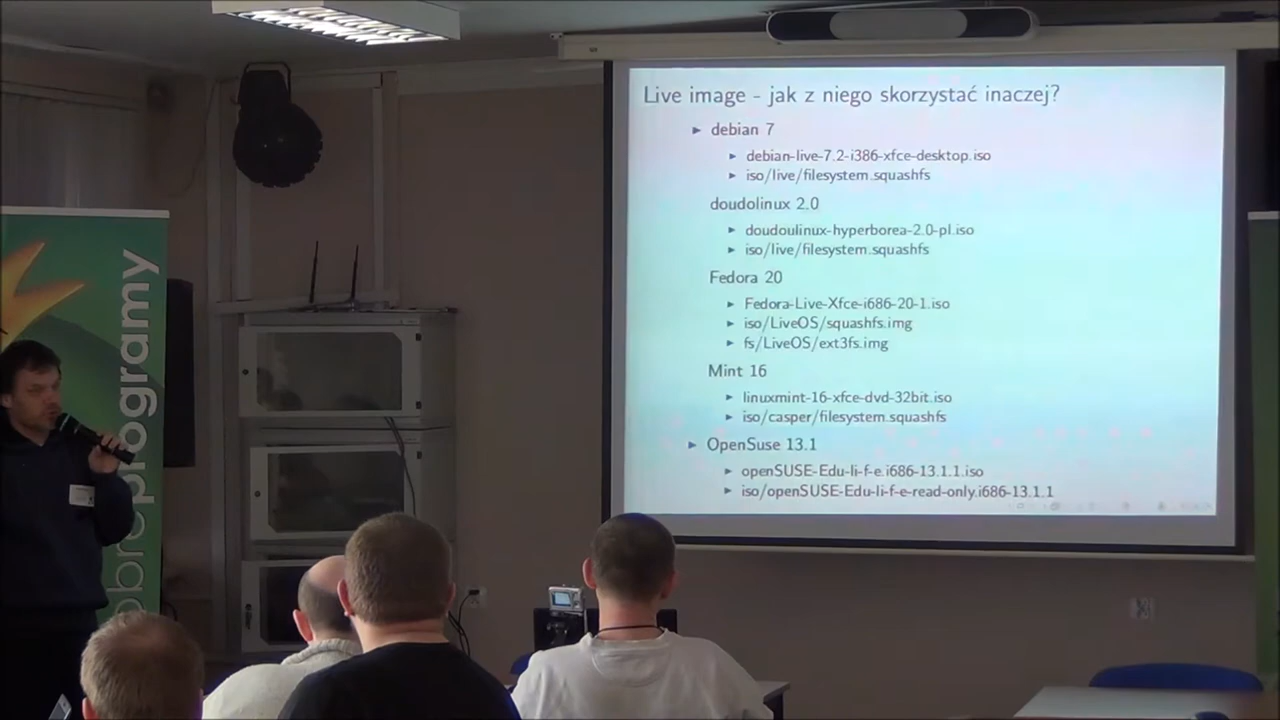 Live image - jak z niego skorzystać inaczej?
debian 7
debian-live-7.2-i386-xfce-desktop.iso
iso/live/filesystem.squashfs
doudolinux 2.0
doudoulinux-hyperborea-2.0-pl.iso
iso/live/filesystem.squashfs
Fedora 20
Fedora-Live-Xfce-i686-20-1.iso
iso/LiveOS/squashfs.img
fs/LiveOS/ext3fs.img
Mint 16
linuxmint-16-xfce-dvd-32bit.iso
iso/casper/filesystem.squashfs
OpenSuse 13.1
openSUSE-Edu-li-f-e.i686-13.1.1.iso
iso/openSUSE-Edu-li-f-e-read-only.i686-13.1.1
obreprogramy